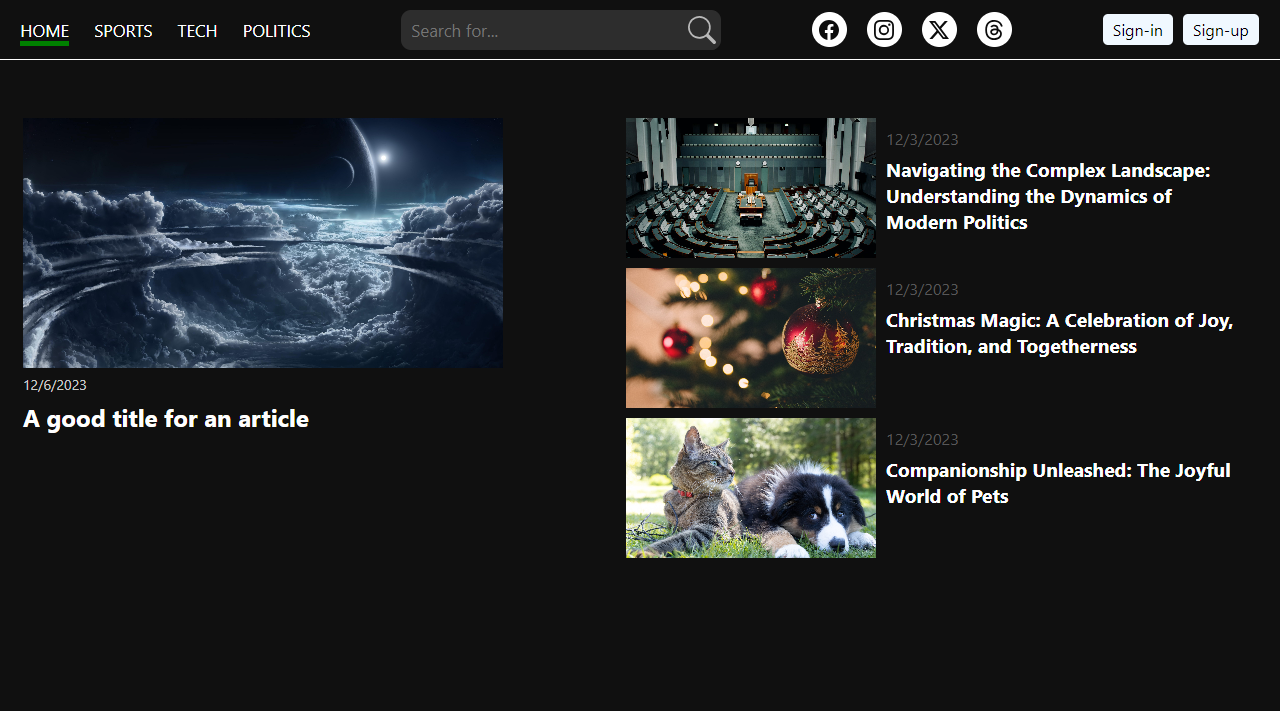 HOME SPORTS TECH POLITICS Search for... Sign-in Sign-up
12/6/2023
A good title for an article
12/3/2023
Navigating the Complex Landscape:
Understanding the Dynamics of
Modern Politics
12/3/2023
Christmas Magic: A Celebration of Joy,
Tradition, and Togetherness
12/3/2023
Companionship Unleashed: The Joyful
World of Pets